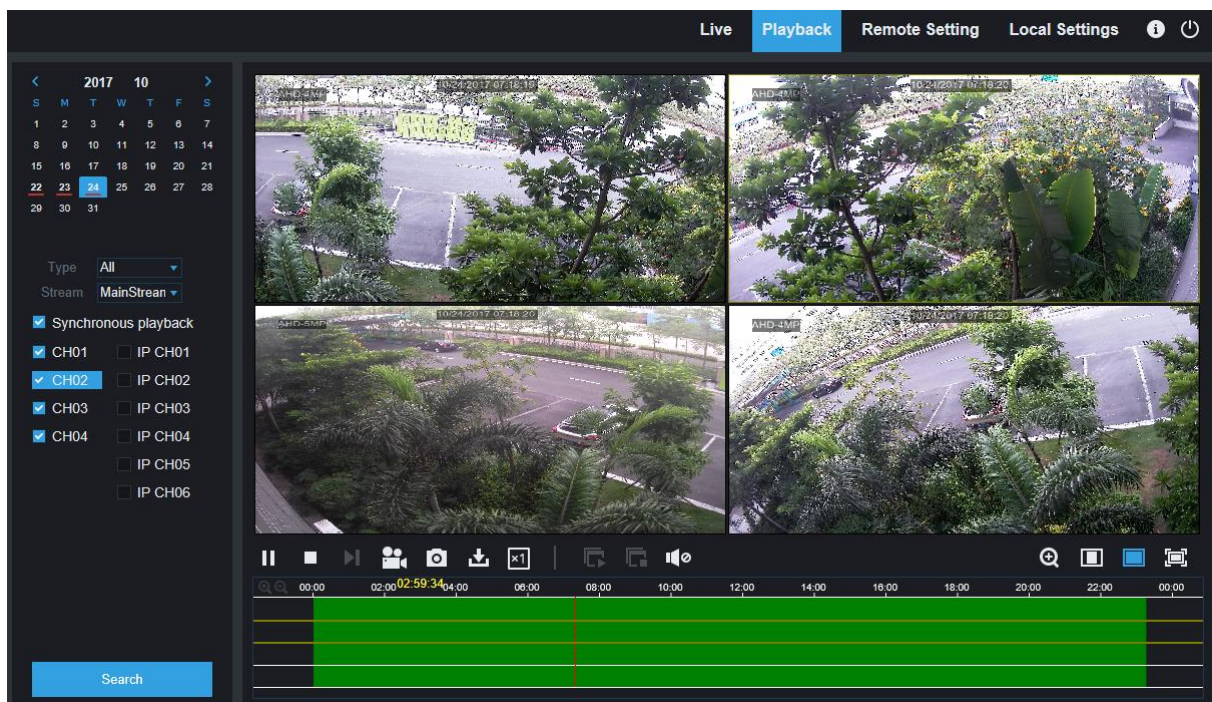 Live Playback Remote Setting Local Settings
2017 10
S M T W T F S
1 2 3 4 5 6 7
8 9 10 11 12 13 14
15 16 17 18 19 20 21
22 23 24 25 26 27 28
29 30 31
Type All
Stream MainStrean
Synchronous playback
CH01 IP CH01
CH02 IP CH02
CH03 IP CH03
CH04 IP CH04
IP CH05
IP CH06
Search
AHD-4MP 10/24/2017 07:18:19
AHD-4MP 10/24/2017 07:18:20
AHD-5MP 10/24/2017 07:18:20
AHD-4MP 10/24/2017 07:18:20
×1
00:00 02:00 02:59:34 04:00 06:00 08:00 10:00 12:00 14:00 16:00 18:00 20:00 22:00 00:00